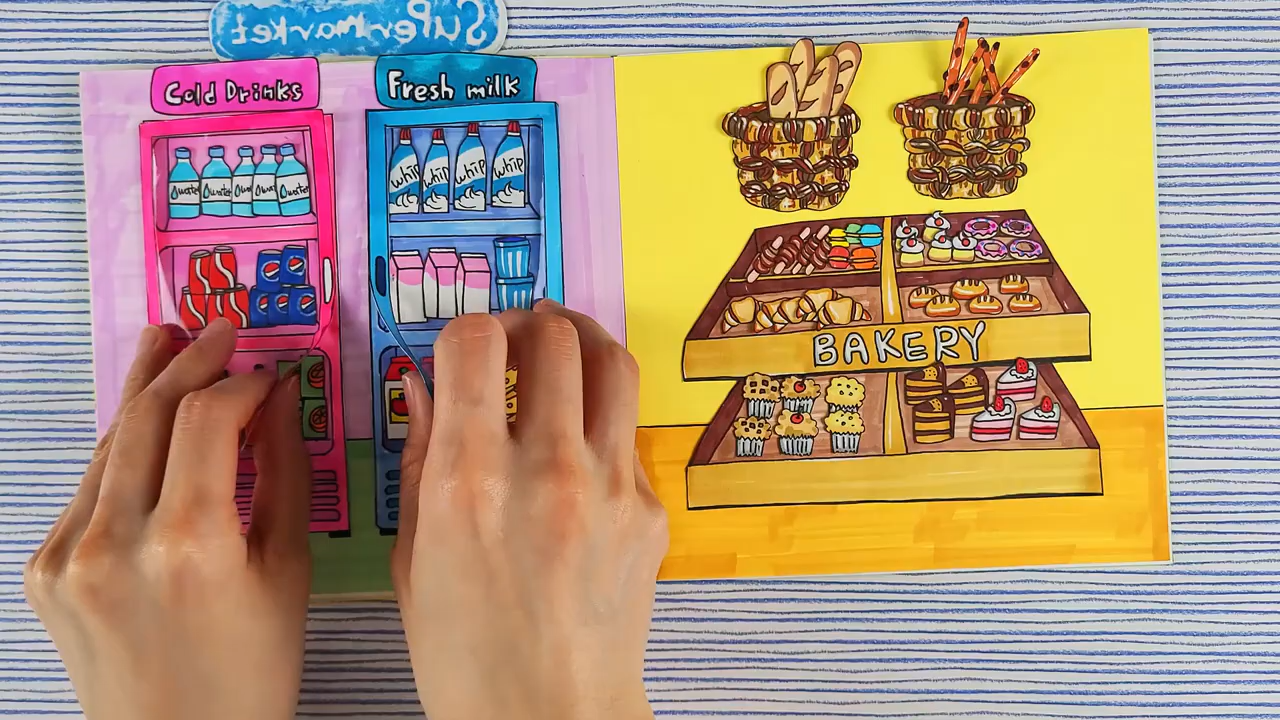 Supermarket
Cold Drinks
Fresh milk
whip
whip
whip
whip
water
water
water
water
water
BAKERY